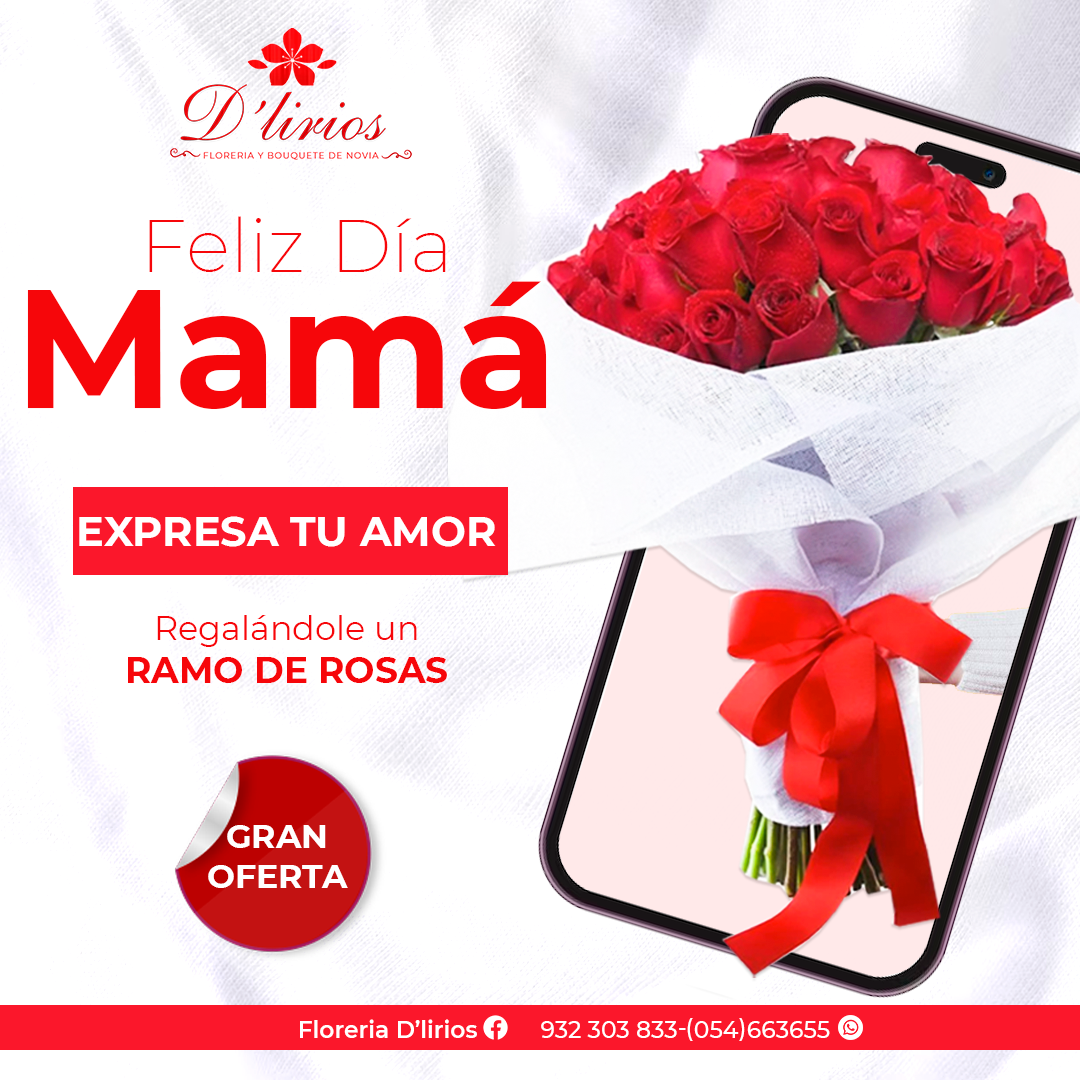 D'lirios
FLORERIA Y BOUQUETE DE NOVIA
Feliz Día
Mamá
EXPRESA TU AMOR
Regalándole un
RAMO DE ROSAS
GRAN
OFERTA
Floreria D'lirios 932 303 833-(054)663655